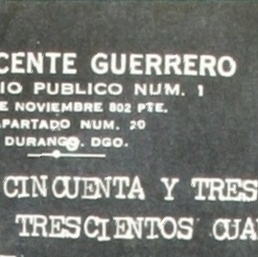 CENTE GUERRERO
IO PUBLICO NUM. 1
E NOVIEMBRE 802 PTE.
APARTADO NUM. 20
DURANGO, DGO.
CINCUENTA Y TRES
TRESCIENTOS CUA